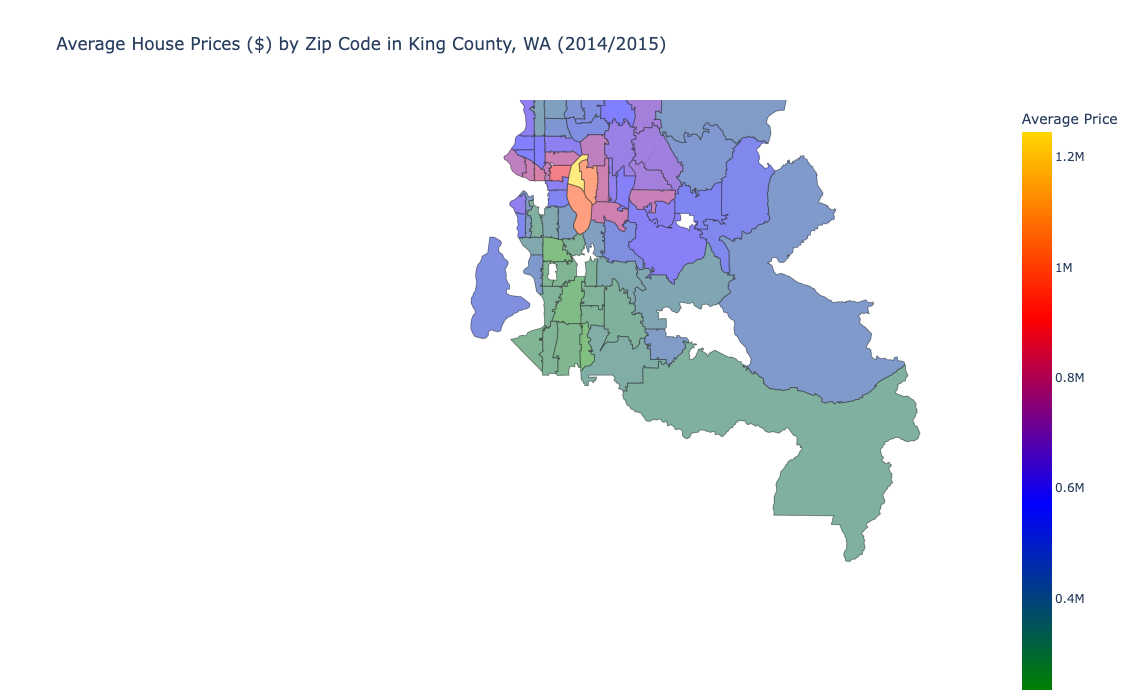 Average House Prices ($) by Zip Code in King County, WA (2014/2015)
Average Price
1.2M
1M
0.8M
0.6M
0.4M